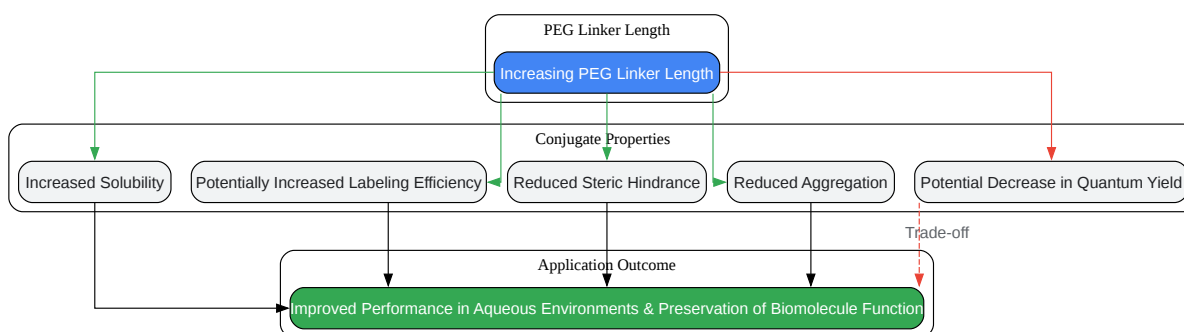 PEG Linker Length
Increasing PEG Linker Length
Conjugate Properties
Increased Solubility
Potentially Increased Labeling Efficiency
Reduced Steric Hindrance
Reduced Aggregation
Potential Decrease in Quantum Yield
Trade-off
Application Outcome
Improved Performance in Aqueous Environments & Preservation of Biomolecule Function